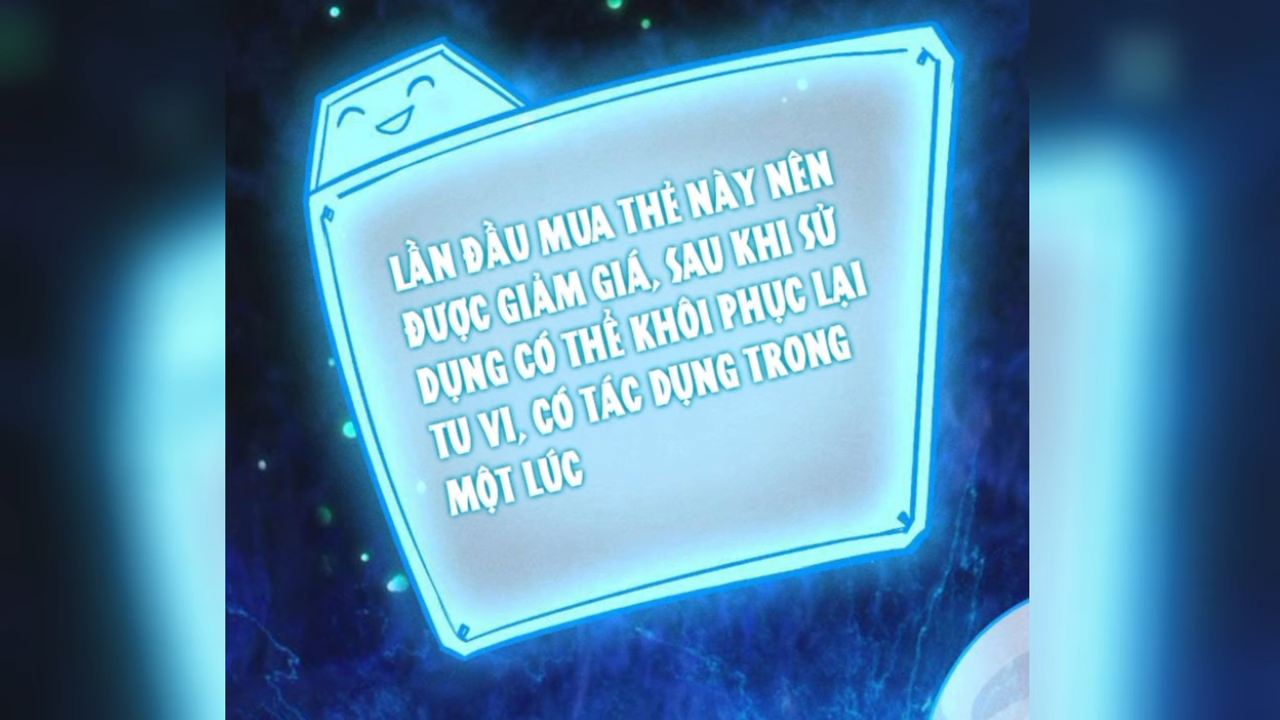 LẦN ĐẦU MUA THẺ NÀY NÊN
ĐƯỢC GIẢM GIÁ, SAU KHI SỬ
DỤNG CÓ THỂ KHÔI PHỤC LẠI
TU VI, CÓ TÁC DỤNG TRONG
MỘT LÚC